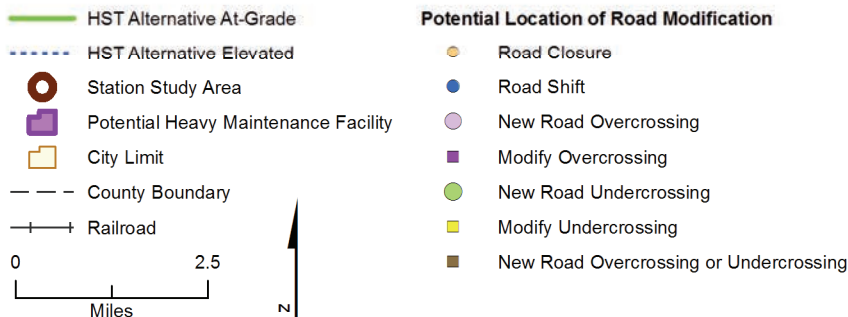 HST Alternative At-Grade
HST Alternative Elevated
Station Study Area
Potential Heavy Maintenance Facility
City Limit
County Boundary
Railroad
0 2.5
Miles
N
Potential Location of Road Modification
Road Closure
Road Shift
New Road Overcrossing
Modify Overcrossing
New Road Undercrossing
Modify Undercrossing
New Road Overcrossing or Undercrossing